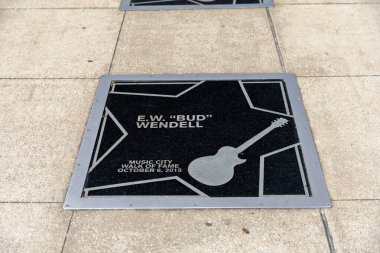 E.W. "BUD"
WENDELL
MUSIC CITY
WALK OF FAME
OCTOBER 6, 2015